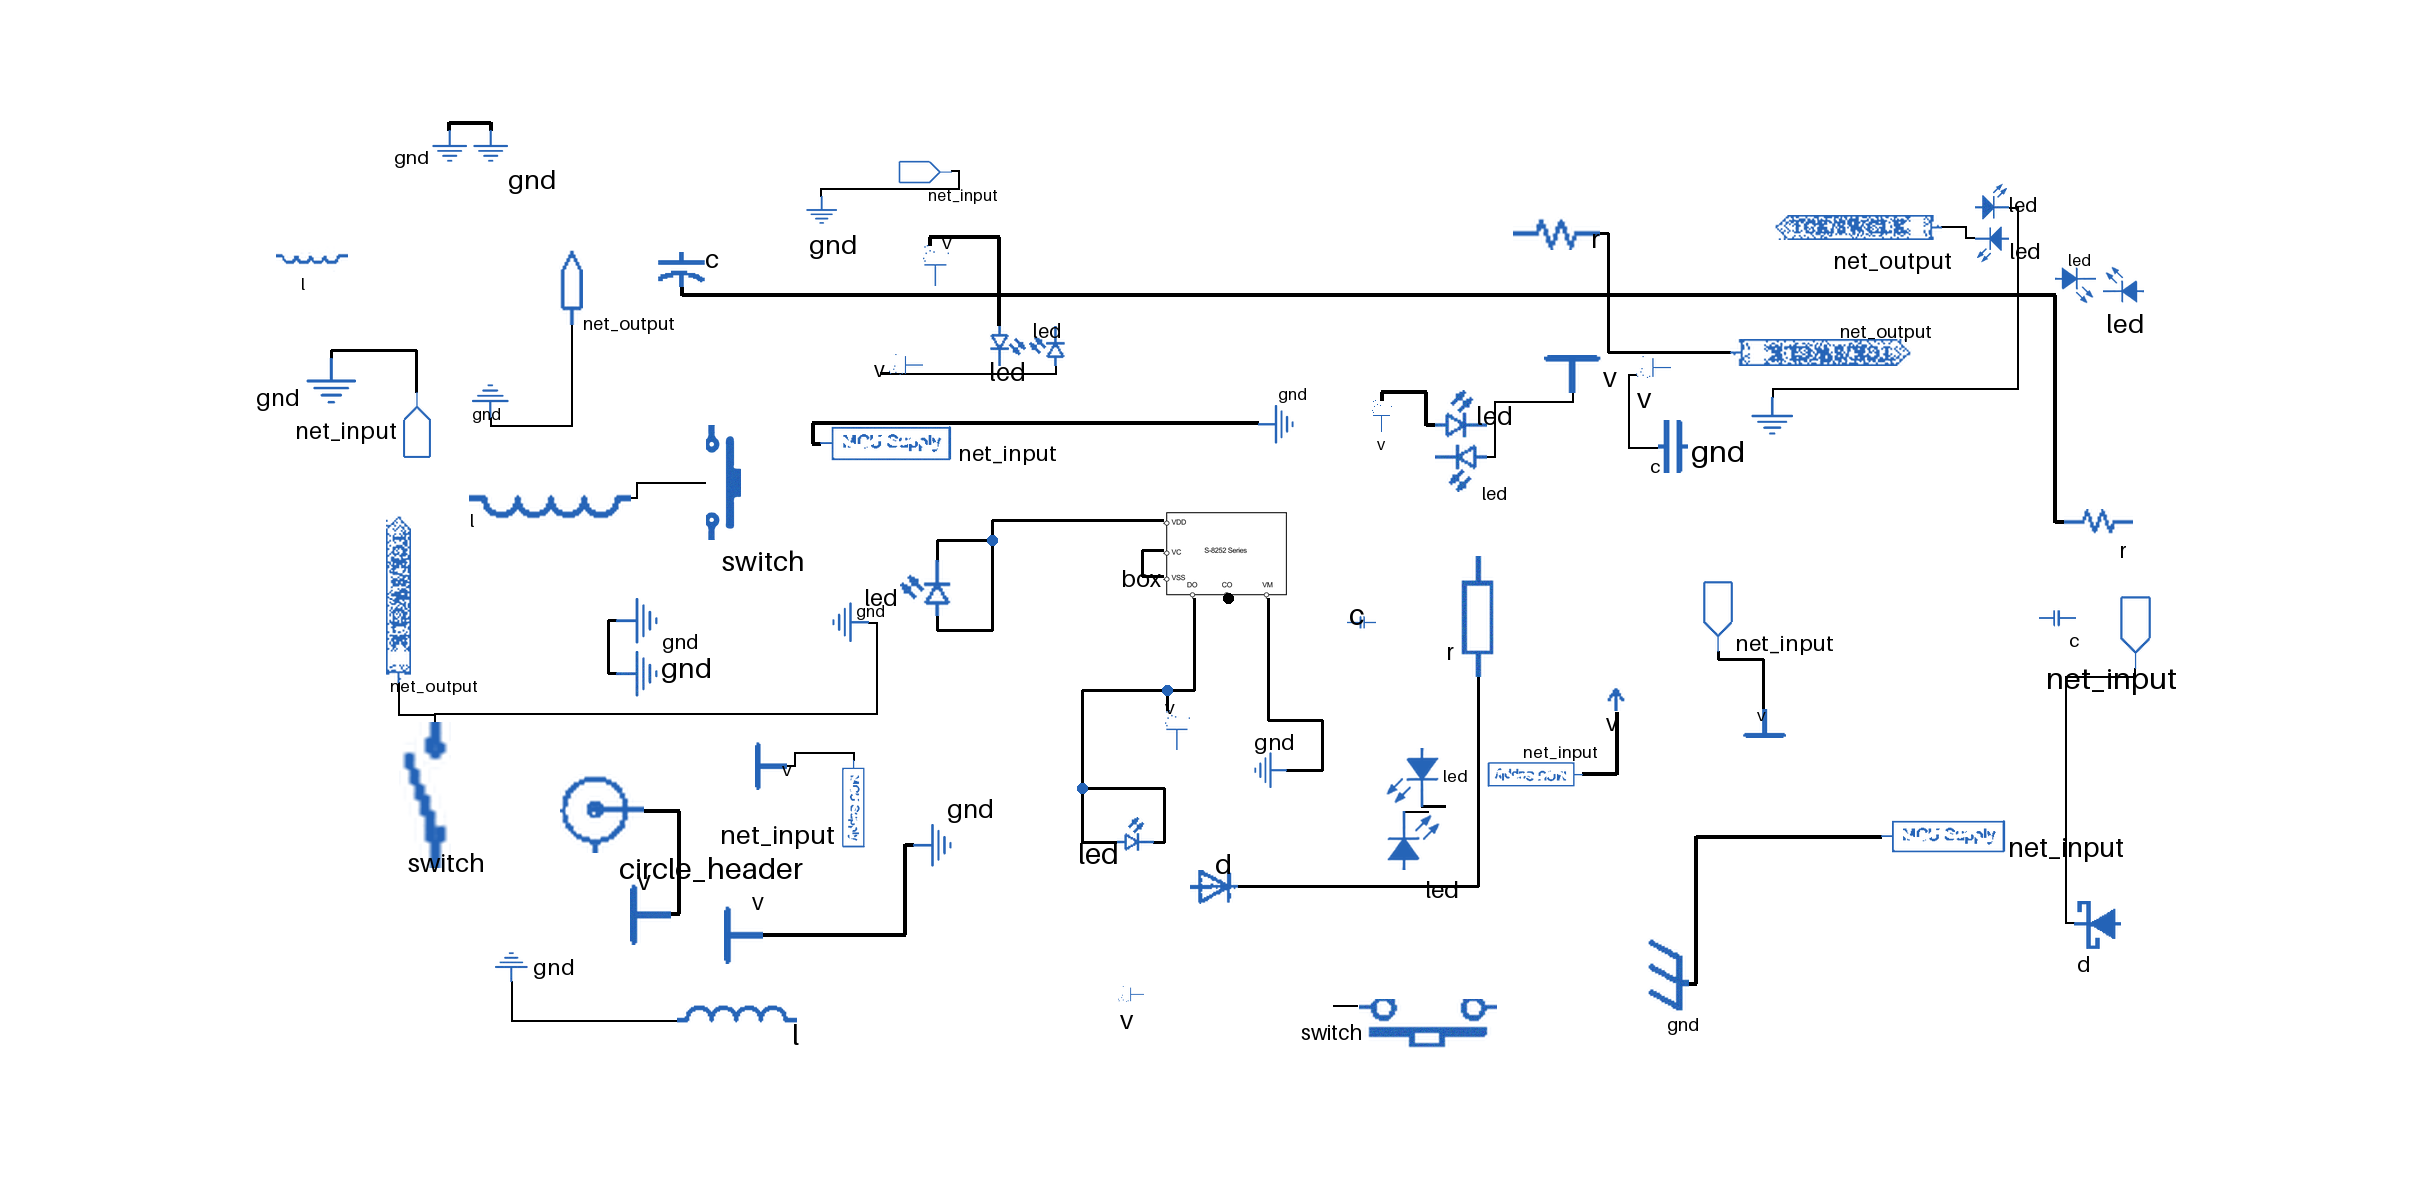 gnd
gnd
net_input
gnd
l
net_output
c
v
r
net_output
led
led
led
led
net_output
led
led
v
gnd
net_input
gnd
gnd
MCU Supply
net_input
v
led
led
v
v
c
gnd
l
switch
VDD
VC
VSS
S-8252 Series
DO
CO
VM
box
r
led
gnd
gnd
gnd
c
r
net_input
c
net_input
net_output
v
gnd
v
v
net_input
led
v
net_input
switch
circle_header
v
v
gnd
led
d
led
MCU Supply
net_input
gnd
l
v
switch
gnd
d